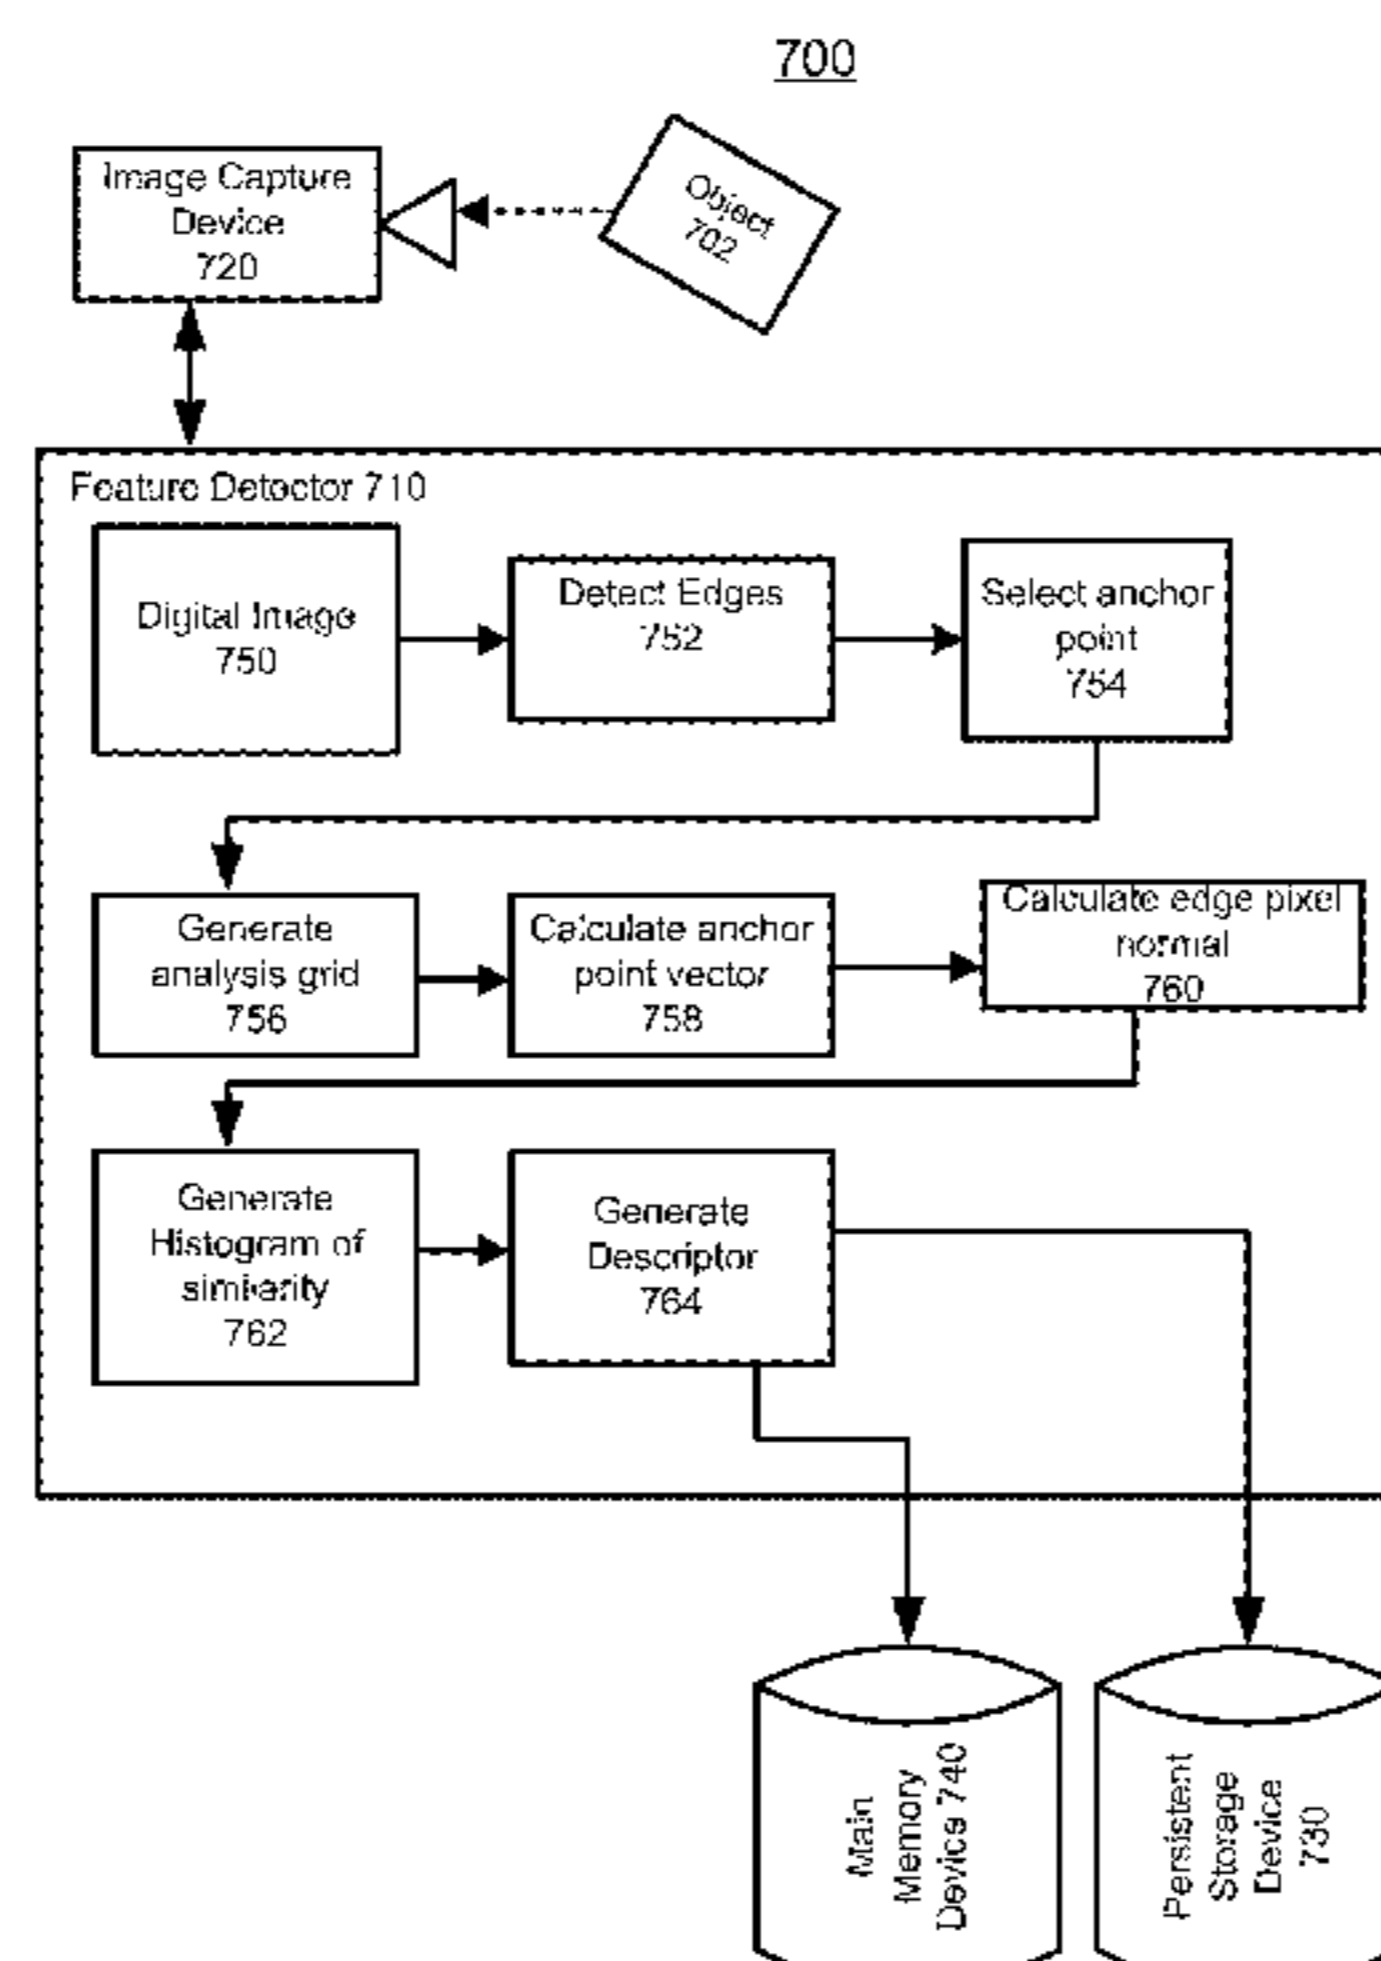 700
Image Capture
Device
720
Object
702
Feature Detector 710
Digital Image
750
Detect Edges
752
Select anchor
point
754
Generate
analysis grid
756
Calculate anchor
point vector
758
Calculate edge pixel
normal
760
Generate
Histogram of
similarity
762
Generate
Descriptor
764
Main
Memory
Device 740
Persistent
Storage
Device
730